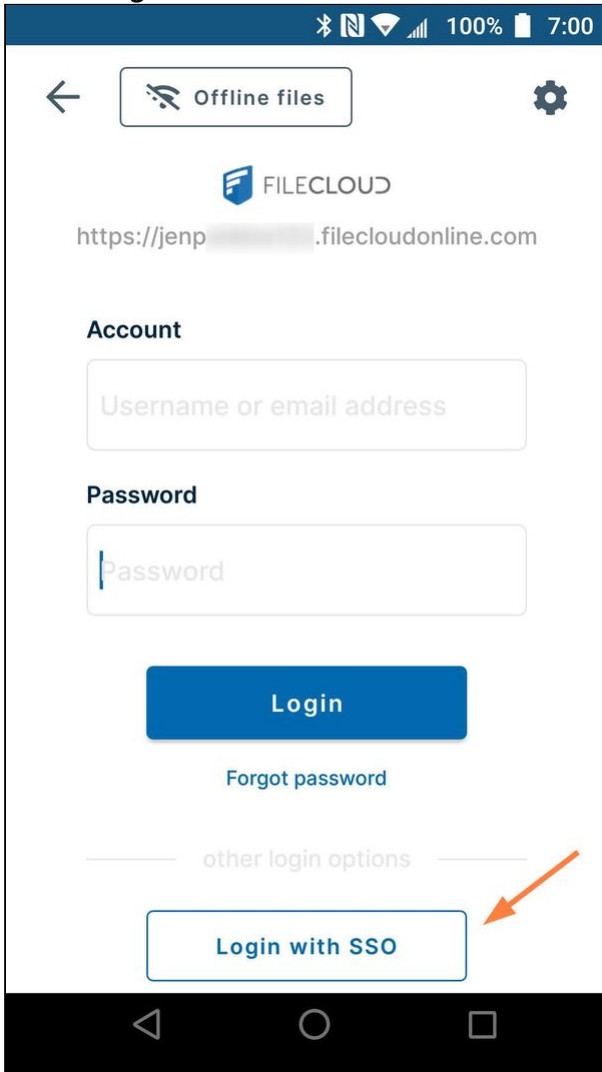 100% 7:00
Offline files
FILECLOUD
https://jenp .filecloudonline.com
Account
Username or email address
Password
Password
Login
Forgot password
other login options
Login with SSO